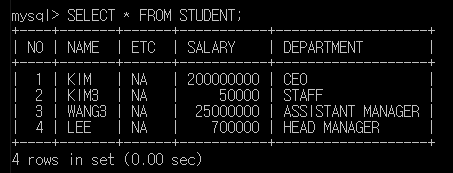 mysql> SELECT * FROM STUDENT;
+----+-------+------+-----------+-------------------+
| NO | NAME  | ETC  | SALARY    | DEPARTMENT        |
+----+-------+------+-----------+-------------------+
|  1 | KIM   | NA   | 200000000 | CEO               |
|  2 | KIM3  | NA   |     50000 | STAFF             |
|  3 | WANG3 | NA   |  25000000 | ASSISTANT MANAGER |
|  4 | LEE   | NA   |    700000 | HEAD MANAGER      |
+----+-------+------+-----------+-------------------+
4 rows in set (0.00 sec)